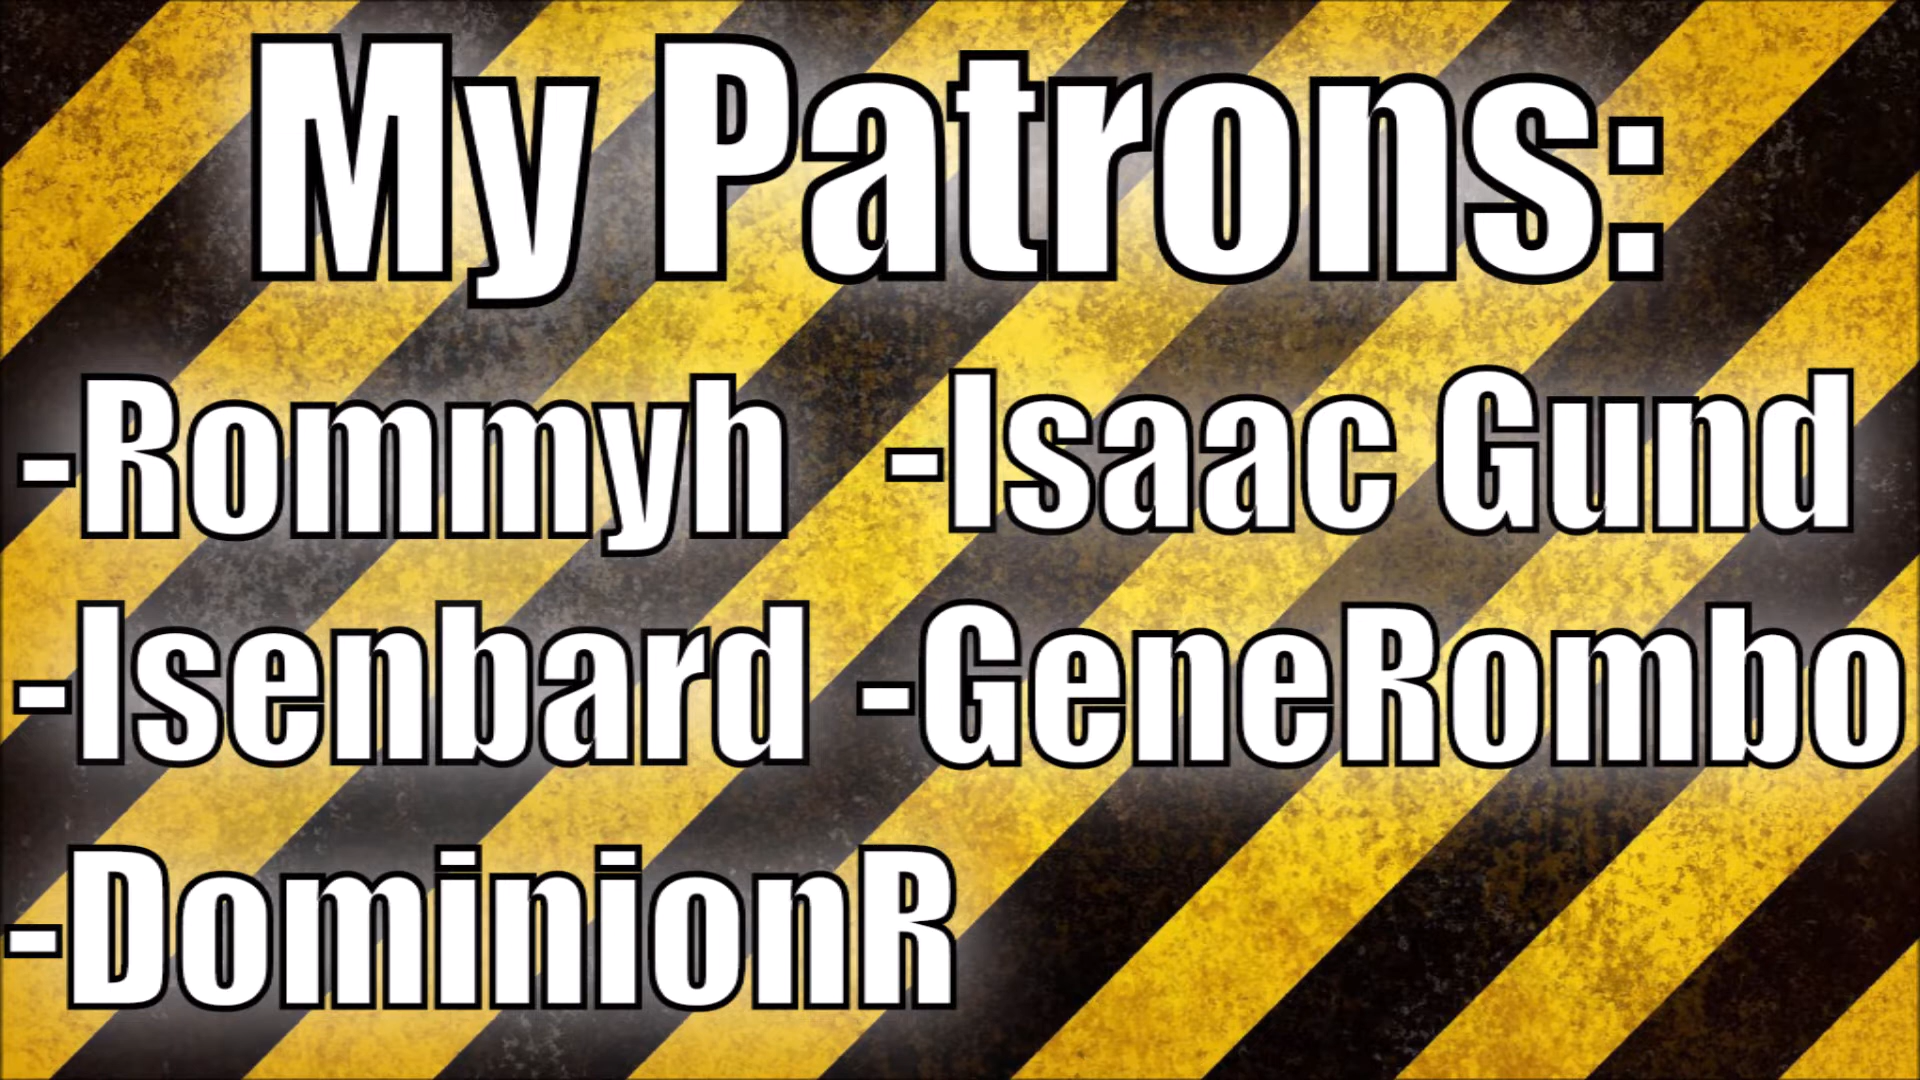 My Patrons:
-Rommyh
-Isaac Gund
-Isenbard
-GeneRombo
-DominionR